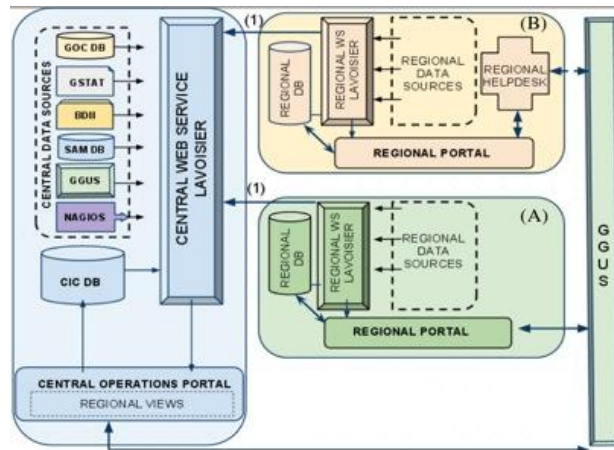 CENTRAL DATA SOURCES
GOC DB
GSTAT
BDII
SAM DB
GGUS
NAGIOS
CENTRAL WEB SERVICE
LAVOISIER
CIC DB
CENTRAL OPERATIONS PORTAL
REGIONAL VIEWS
(1)
(B)
REGIONAL
DB
REGIONAL WS
LAVOISIER
REGIONAL
DATA
SOURCES
REGIONAL
HELPDESK
REGIONAL PORTAL
(1)
(A)
REGIONAL
DB
REGIONAL WS
LAVOISIER
REGIONAL
DATA
SOURCES
REGIONAL PORTAL
G
G
U
S